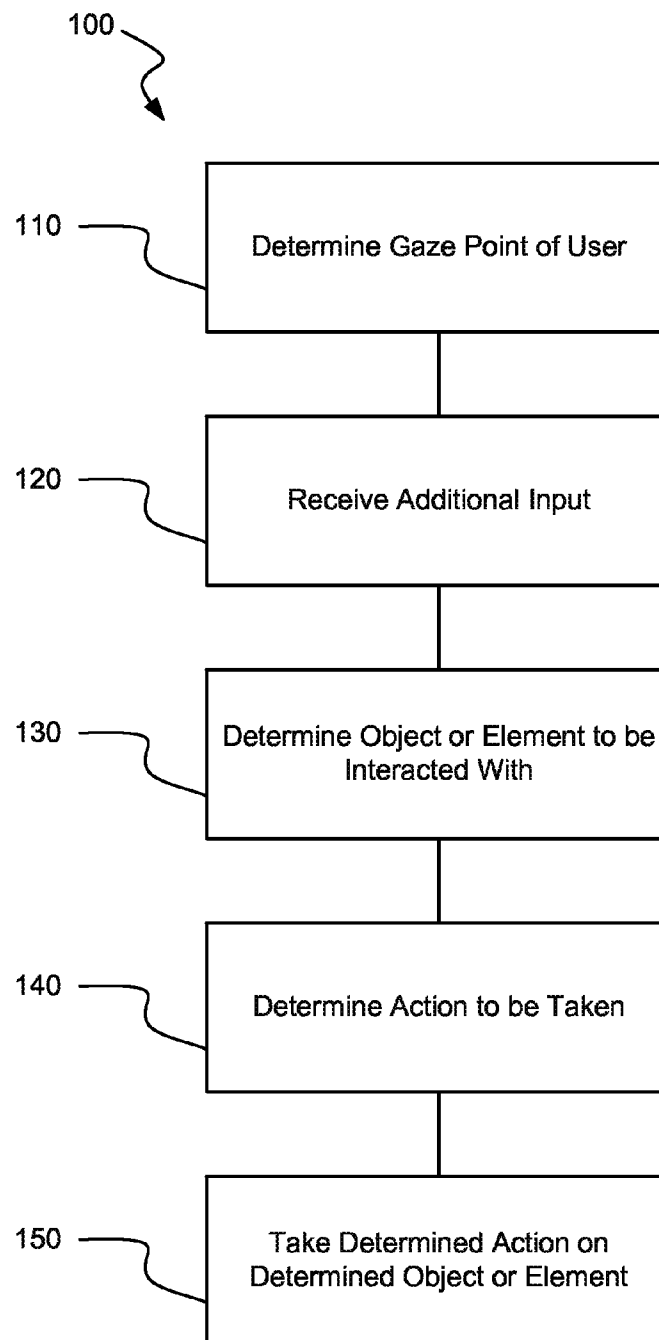 100
110
Determine Gaze Point of User
120
Receive Additional Input
130
Determine Object or Element to be
Interacted With
140
Determine Action to be Taken
150
Take Determined Action on
Determined Object or Element